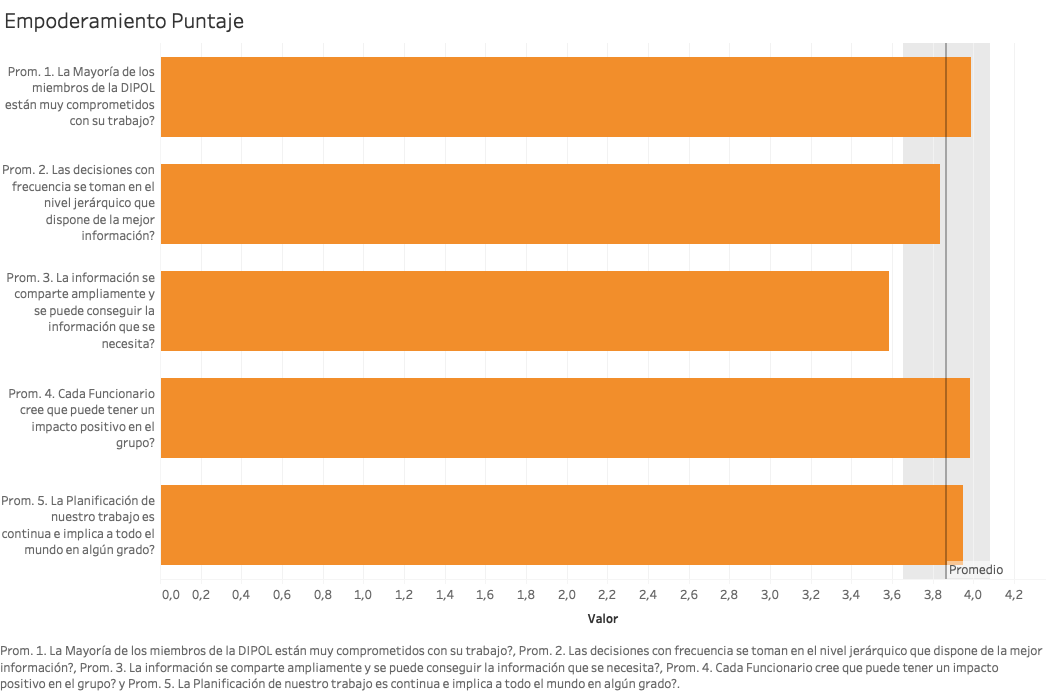 Empoderamiento Puntaje
Prom. 1. La Mayoría de los
miembros de la DIPOL
están muy comprometidos
con su trabajo?
Prom. 2. Las decisiones con
frecuencia se toman en el
nivel jerárquico que
dispone de la mejor
información?
Prom. 3. La información se
comparte ampliamente y
se puede conseguir la
información que se
necesita?
Prom. 4. Cada Funcionario
cree que puede tener un
impacto positivo en el
grupo?
Prom. 5. La Planificación de
nuestro trabajo es
continua e implica a todo el
mundo en algún grado?
Promedio
0,0 0,2 0,4 0,6 0,8 1,0 1,2 1,4 1,6 1,8 2,0 2,2 2,4 2,6 2,8 3,0 3,2 3,4 3,6 3,8 4,0 4,2
Valor
Prom. 1. La Mayoría de los miembros de la DIPOL están muy comprometidos con su trabajo?, Prom. 2. Las decisiones con frecuencia se toman en el nivel jerárquico que dispone de la mejor
información?, Prom. 3. La información se comparte ampliamente y se puede conseguir la información que se necesita?, Prom. 4. Cada Funcionario cree que puede tener un impacto
positivo en el grupo? y Prom. 5. La Planificación de nuestro trabajo es continua e implica a todo el mundo en algún grado?.